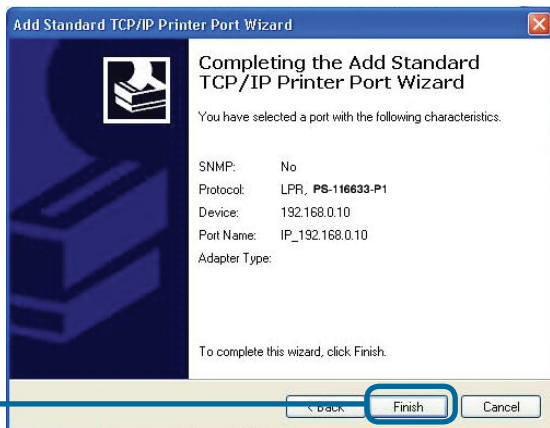 Add Standard TCP/IP Printer Port Wizard
Completing the Add Standard
TCP/IP Printer Port Wizard
You have selected a port with the following characteristics.
SNMP: No
Protocol: LPR, PS-116633-P1
Device: 192.168.0.10
Port Name: IP_192.168.0.10
Adapter Type:
To complete this wizard, click Finish.
< Back Finish Cancel